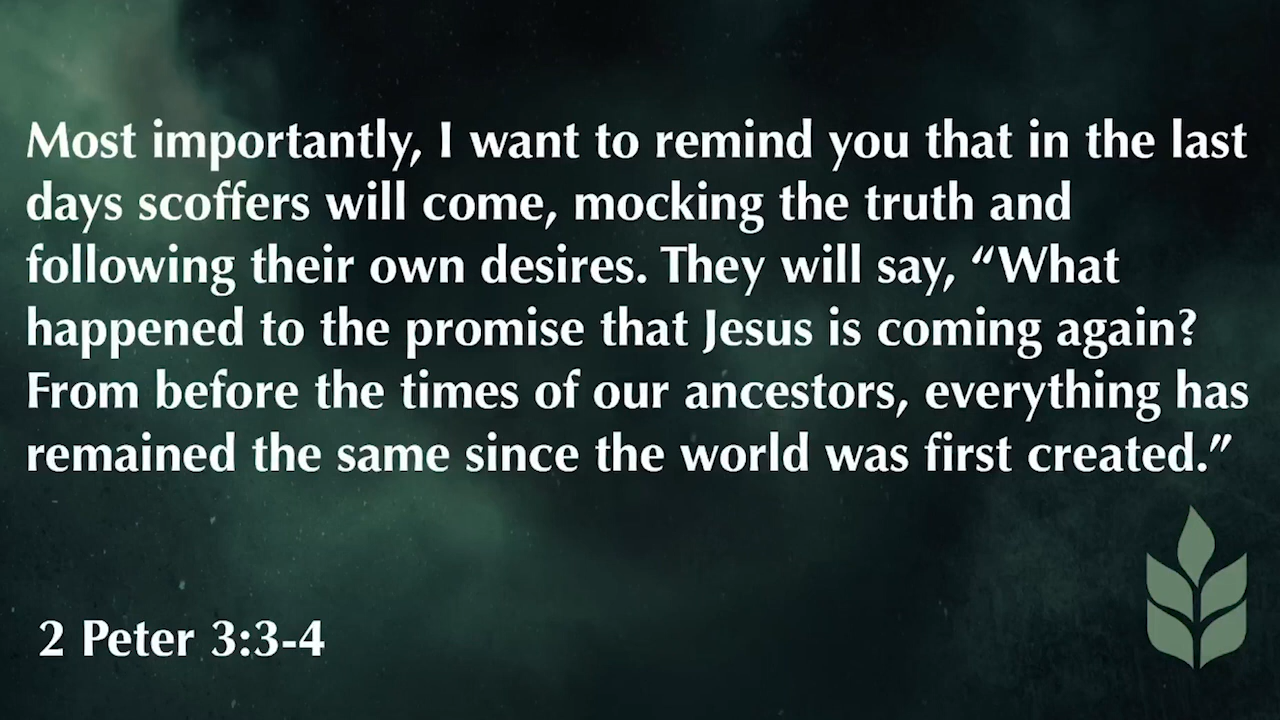 Most importantly, I want to remind you that in the last
days scoffers will come, mocking the truth and
following their own desires. They will say, “What
happened to the promise that Jesus is coming again?
From before the times of our ancestors, everything has
remained the same since the world was first created.”
2 Peter 3:3-4